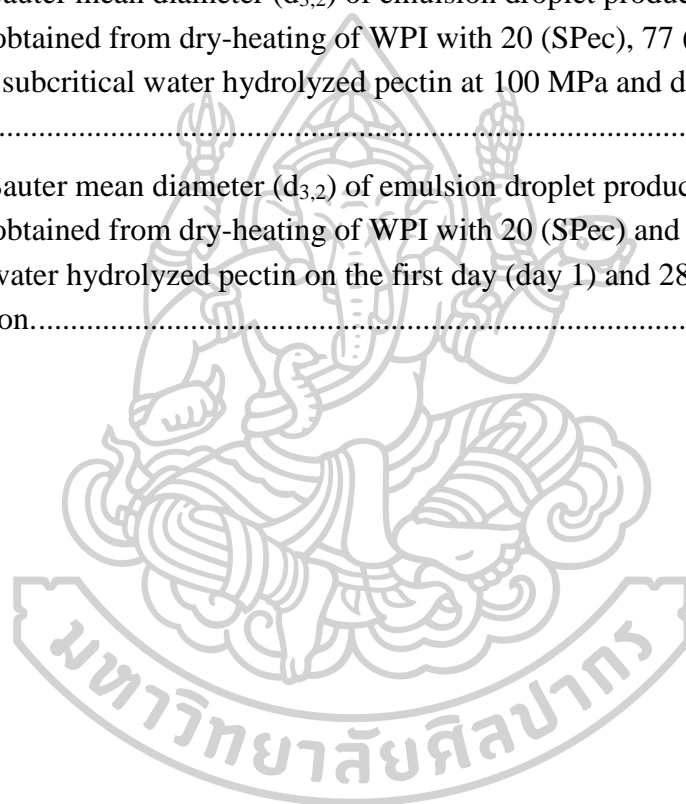 auter mean diameter (d3,2) of emulsion droplet produc
obtained from dry-heating of WPI with 20 (SPec), 77 (
subcritical water hydrolyzed pectin at 100 MPa and d
................................................................................
auter mean diameter (d3,2) of emulsion droplet produc
obtained from dry-heating of WPI with 20 (SPec) and
water hydrolyzed pectin on the first day (day 1) and 28
on................................................................................
มหาวิทยาลัยศิลปากร